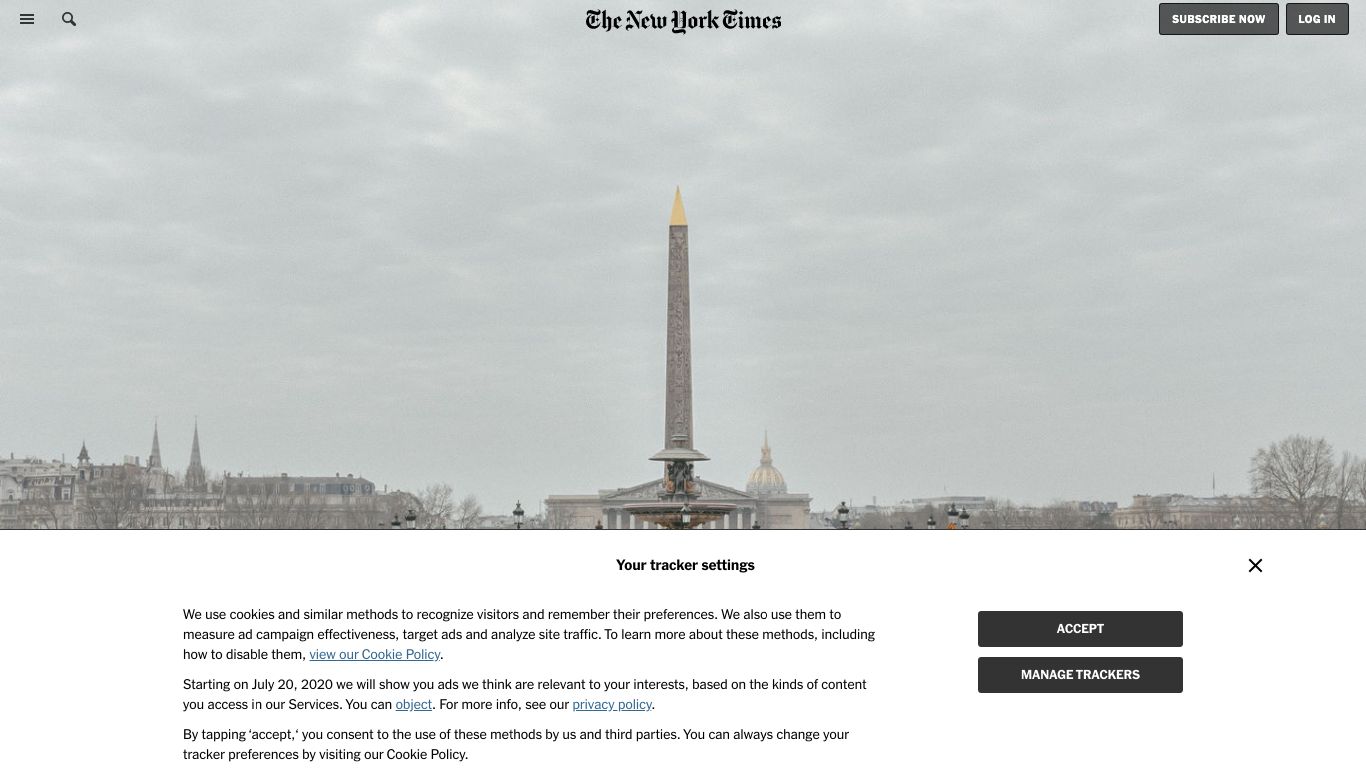 The New York Times
SUBSCRIBE NOW
LOG IN
Your tracker settings
We use cookies and similar methods to recognize visitors and remember their preferences. We also use them to
measure ad campaign effectiveness, target ads and analyze site traffic. To learn more about these methods, including
how to disable them, view our Cookie Policy.
Starting on July 20, 2020 we will show you ads we think are relevant to your interests, based on the kinds of content
you access in our Services. You can object. For more info, see our privacy policy.
By tapping ‘accept,‘ you consent to the use of these methods by us and third parties. You can always change your
tracker preferences by visiting our Cookie Policy.
ACCEPT
MANAGE TRACKERS